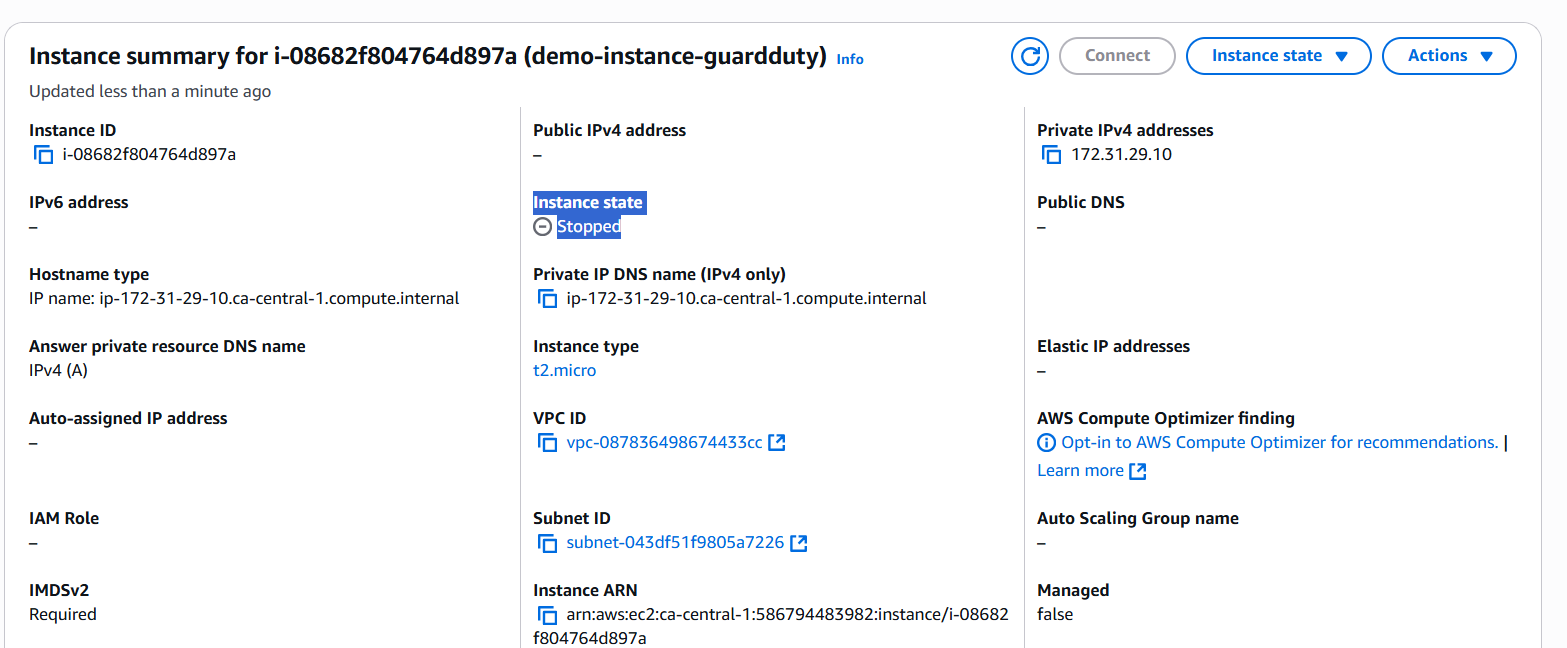 Instance summary for i-08682f804764d897a (demo-instance-guardduty) Info
Connect
Instance state
Actions
Updated less than a minute ago
Instance ID
i-08682f804764d897a
Public IPv4 address
–
Private IPv4 addresses
172.31.29.10
IPv6 address
–
Instance state
Stopped
Public DNS
–
Hostname type
IP name: ip-172-31-29-10.ca-central-1.compute.internal
Private IP DNS name (IPv4 only)
ip-172-31-29-10.ca-central-1.compute.internal
Answer private resource DNS name
IPv4 (A)
Instance type
t2.micro
Elastic IP addresses
–
Auto-assigned IP address
–
VPC ID
vpc-087836498674433cc
AWS Compute Optimizer finding
Opt-in to AWS Compute Optimizer for recommendations. |
Learn more
IAM Role
–
Subnet ID
subnet-043df51f9805a7226
Auto Scaling Group name
–
IMDSv2
Required
Instance ARN
arn:aws:ec2:ca-central-1:586794483982:instance/i-08682
f804764d897a
Managed
false